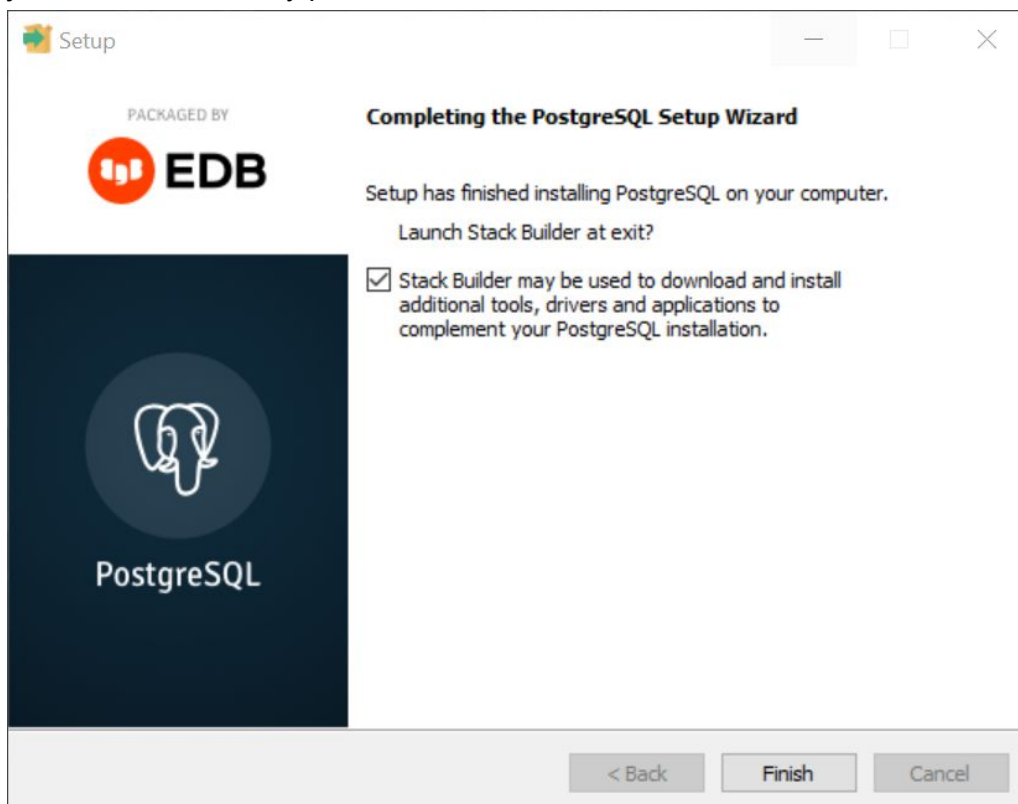 Setup
PACKAGED BY
EDB
Completing the PostgreSQL Setup Wizard
Setup has finished installing PostgreSQL on your computer.
Launch Stack Builder at exit?
Stack Builder may be used to download and install
additional tools, drivers and applications to
complement your PostgreSQL installation.
PostgreSQL
< Back
Finish
Cancel